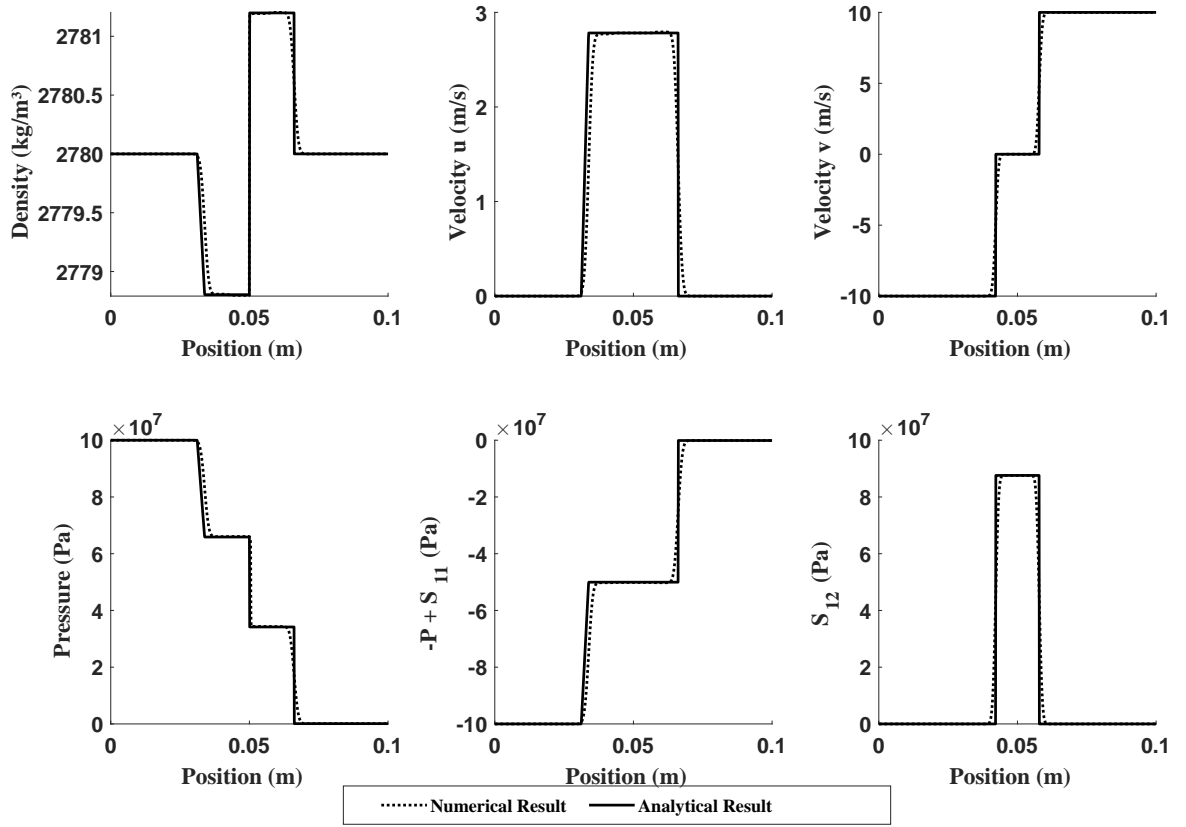 2781
2780.5
2780
2779.5
2779
Density (kg/m³)
0 0.05 0.1
Position (m)
3
2
1
0
Velocity u (m/s)
0 0.05 0.1
Position (m)
10
5
0
-5
-10
Velocity v (m/s)
0 0.05 0.1
Position (m)
×10⁷
10
8
6
4
2
0
Pressure (Pa)
0 0.05 0.1
Position (m)
×10⁷
0
-2
-4
-6
-8
-10
-P + S₁₁ (Pa)
0 0.05 0.1
Position (m)
×10⁷
10
8
6
4
2
0
S₁₂ (Pa)
0 0.05 0.1
Position (m)
Numerical Result Analytical Result